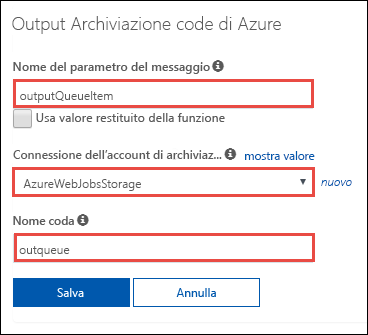 Output Archiviazione code di Azure
Nome del parametro del messaggio
outputQueueItem
Usa valore restituito della funzione
Connessione dell'account di archiviaz... mostra valore
AzureWebJobsStorage nuovo
Nome coda
outqueue
Salva Annulla